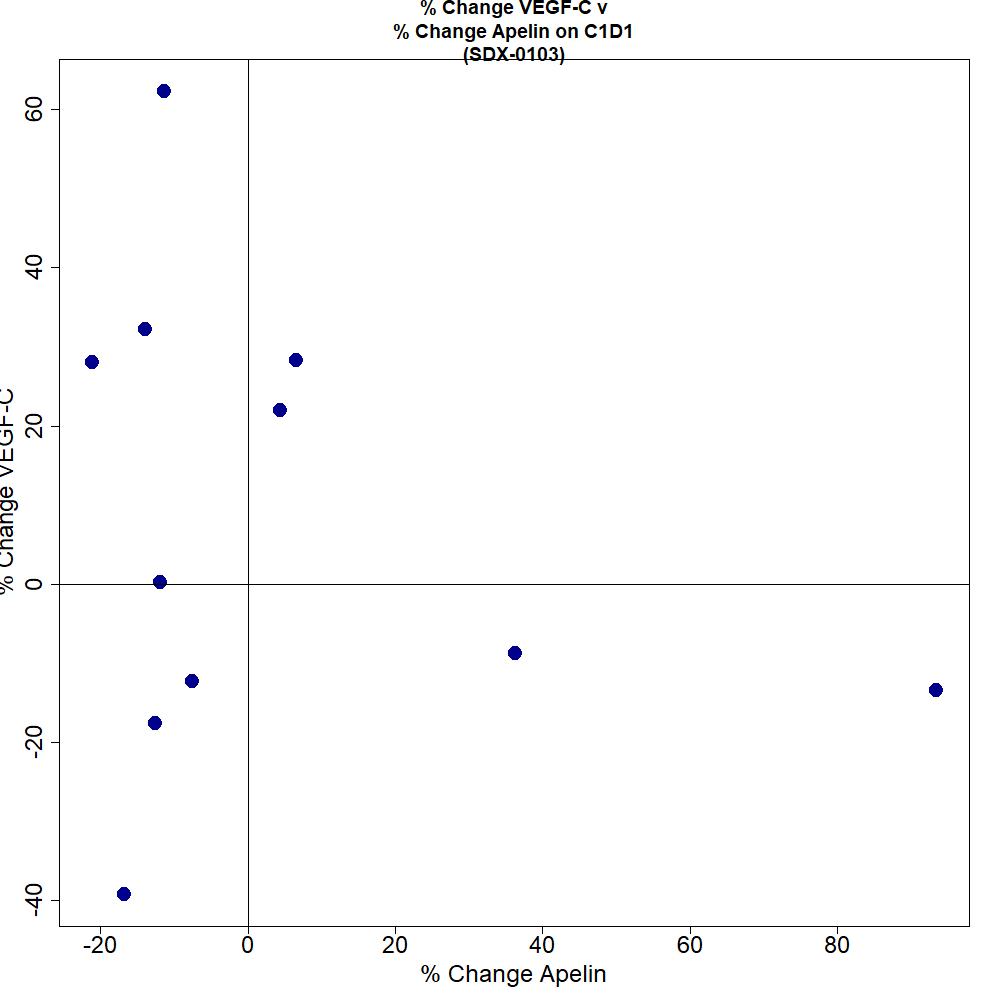 % Change VEGF-C v
% Change Apelin on C1D1
(SDX-0103)
% Change VEGF-C
60
40
20
0
-20
-40
-20
0
20
40
60
80
% Change Apelin